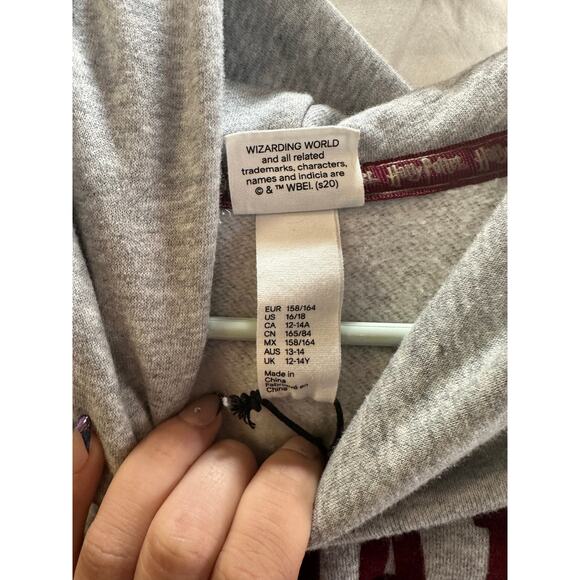 WIZARDING WORLD
and all related
trademarks, characters,
names and indicia are
© & ™ WBEI. (s20)
Harry Potter
EUR 158/164
US 16/18
CA 12-14A
CN 165/84
MX 158/164
AUS 13-14
UK 12-14Y
Made in
China
en
China